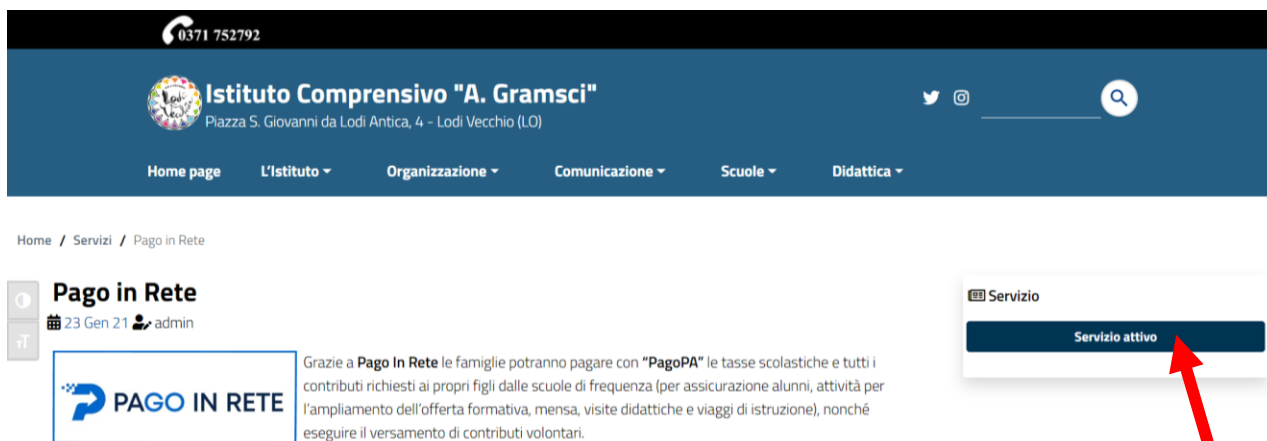 0371 752792
Istituto Comprensivo "A. Gramsci"
Piazza S. Giovanni da Lodi Antica, 4 - Lodi Vecchio (LO)
Home page L'Istituto Organizzazione Comunicazione Scuole Didattica
Home / Servizi / Pago in Rete
Pago in Rete
23 Gen 21 admin
PAGO IN RETE
Grazie a Pago In Rete le famiglie potranno pagare con “PagoPA” le tasse scolastiche e tutti i
contributi richiesti ai propri figli dalle scuole di frequenza (per assicurazione alunni, attività per
l'ampliamento dell'offerta formativa, mensa, visite didattiche e viaggi di istruzione), nonché
eseguire il versamento di contributi volontari.
Servizio
Servizio attivo